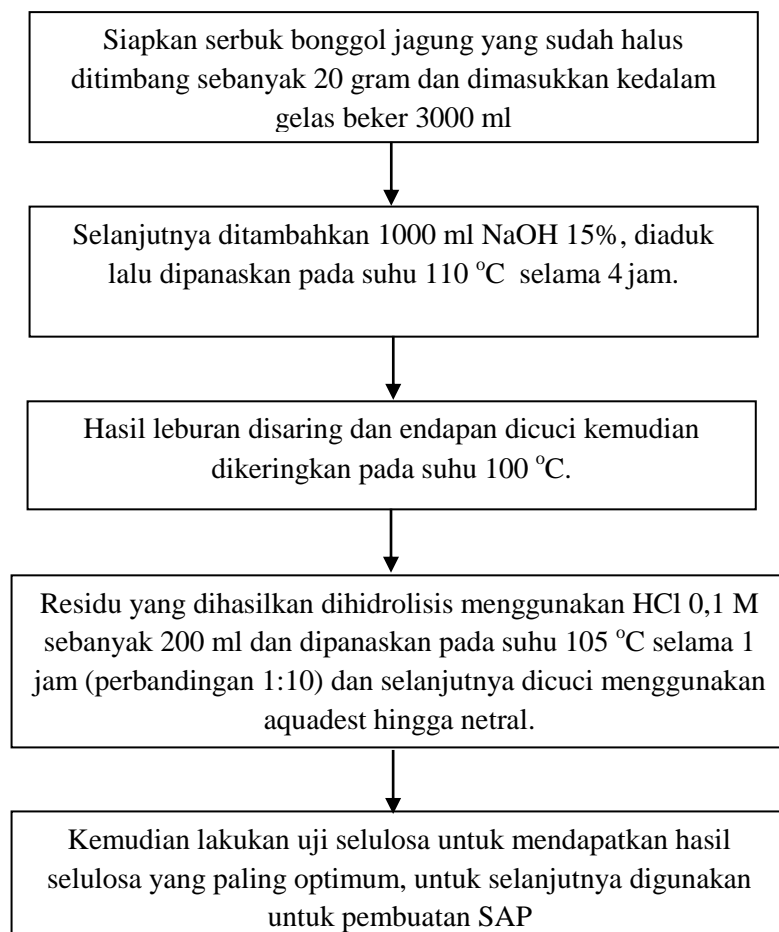 Siapkan serbuk bonggol jagung yang sudah halus
ditimbang sebanyak 20 gram dan dimasukkan kedalam
gelas beker 3000 ml
Selanjutnya ditambahkan 1000 ml NaOH 15%, diaduk
lalu dipanaskan pada suhu 110 °C selama 4 jam.
Hasil leburan disaring dan endapan dicuci kemudian
dikeringkan pada suhu 100 °C.
Residu yang dihasilkan dihidrolisis menggunakan HCl 0,1 M
sebanyak 200 ml dan dipanaskan pada suhu 105 °C selama 1
jam (perbandingan 1:10) dan selanjutnya dicuci menggunakan
aquadest hingga netral.
Kemudian lakukan uji selulosa untuk mendapatkan hasil
selulosa yang paling optimum, untuk selanjutnya digunakan
untuk pembuatan SAP